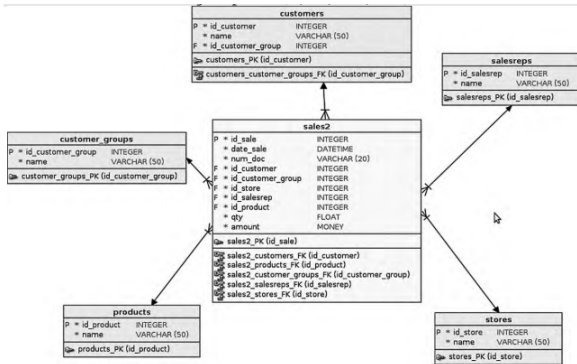 customers
P * id_customer INTEGER
* name VARCHAR (50)
F * id_customer_group INTEGER
customers_PK (id_customer)
customers_customer_groups_FK (id_customer_group)
salesreps
P * id_salesrep INTEGER
* name VARCHAR (50)
salesreps_PK (id_salesrep)
customer_groups
P * id_customer_group INTEGER
* name VARCHAR (50)
customer_groups_PK (id_customer_group)
sales2
P * id_sale INTEGER
* date_sale DATETIME
* num_doc VARCHAR (20)
F * id_customer INTEGER
F * id_customer_group INTEGER
F * id_store INTEGER
F * id_salesrep INTEGER
F * id_product INTEGER
* qty FLOAT
* amount MONEY
sales2_PK (id_sale)
sales2_customers_FK (id_customer)
sales2_products_FK (id_product)
sales2_customer_groups_FK (id_customer_group)
sales2_salesreps_FK (id_salesrep)
sales2_stores_FK (id_store)
products
P * id_product INTEGER
* name VARCHAR (50)
products_PK (id_product)
stores
P * id_store INTEGER
* name VARCHAR (50)
stores_PK (id_store)